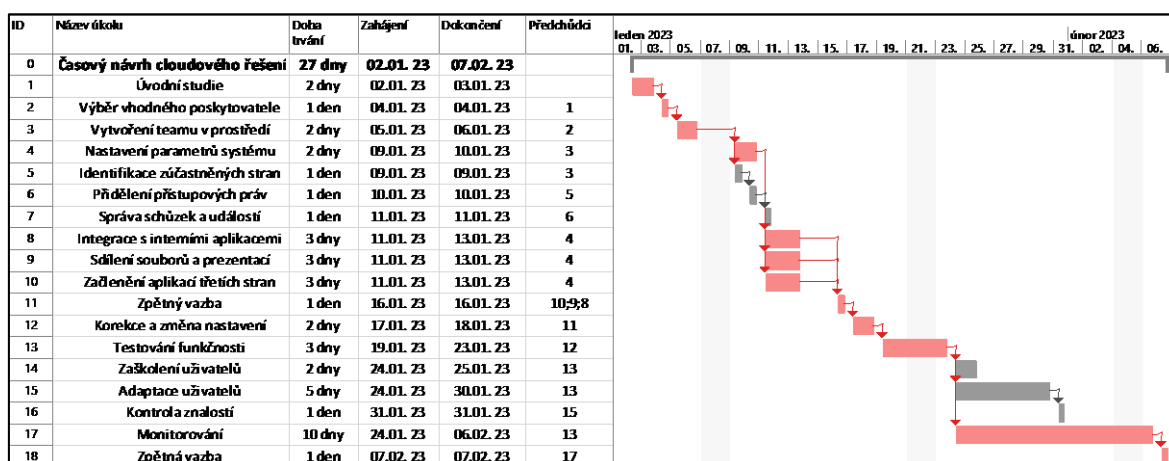 ID Název úkolu Doba trvání Zahájení Dokončení Předchůdci
leden 2023 únor 2023
01. 03. 05. 07. 09. 11. 13. 15. 17. 19. 21. 23. 25. 27. 29. 31. 02. 04. 06.
0 Časový návrh cloudového řešení 27 dny 02.01. 23 07.02. 23
1 Úvodní studie 2 dny 02.01. 23 03.01. 23
2 Výběr vhodného poskytovatele 1 den 04.01. 23 04.01. 23 1
3 Vytvoření teamu v prostředí 2 dny 05.01. 23 06.01. 23 2
4 Nastavení parametrů systému 2 dny 09.01. 23 10.01. 23 3
5 Identifikace zúčastněných stran 1 den 09.01. 23 09.01. 23 3
6 Přidělení přístupových práv 1 den 10.01. 23 10.01. 23 5
7 Správa schůzek a událostí 1 den 11.01. 23 11.01. 23 6
8 Integrace s interními aplikacemi 3 dny 11.01. 23 13.01. 23 4
9 Sdílení souborů a prezentací 3 dny 11.01. 23 13.01. 23 4
10 Začlenění aplikací třetích stran 3 dny 11.01. 23 13.01. 23 4
11 Zpětný vazba 1 den 16.01. 23 16.01. 23 10;9;8
12 Korekce a změna nastavení 2 dny 17.01. 23 18.01. 23 11
13 Testování funkčnosti 3 dny 19.01. 23 23.01. 23 12
14 Zaškolení uživatelů 2 dny 24.01. 23 25.01. 23 13
15 Adaptace uživatelů 5 dny 24.01. 23 30.01. 23 13
16 Kontrola znalostí 1 den 31.01. 23 31.01. 23 15
17 Monitorování 10 dny 24.01. 23 06.02. 23 13
18 Zpětná vazba 1 den 07.02. 23 07.02. 23 17